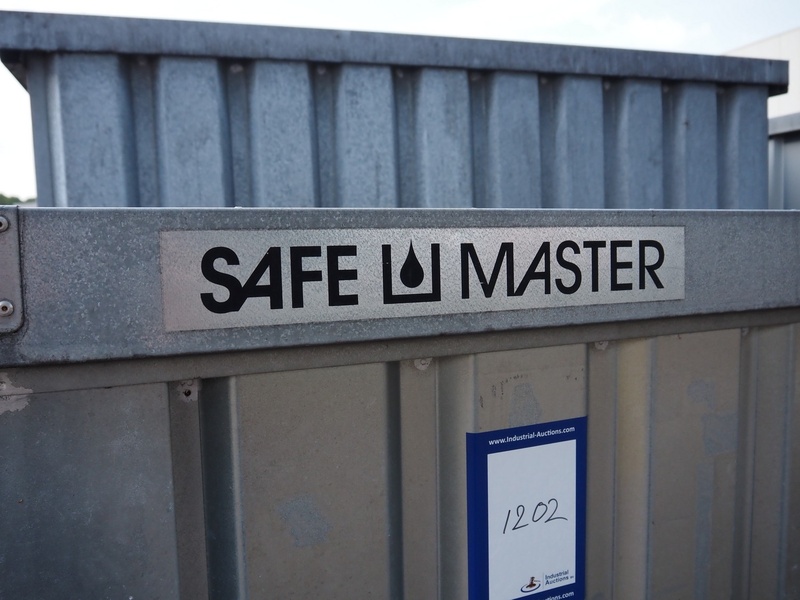 SAFE MASTER
www.Industrial-Auctions.com
1202
Industrial
Auctions